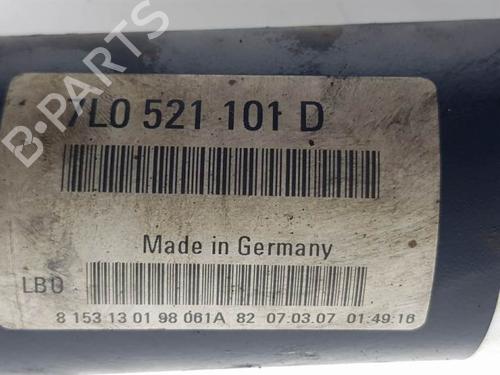 7L0 521 101 D
Made in Germany
LB0
8 153 13 01 98 061A 82 07.03.07 01:49:16
B-PARTS